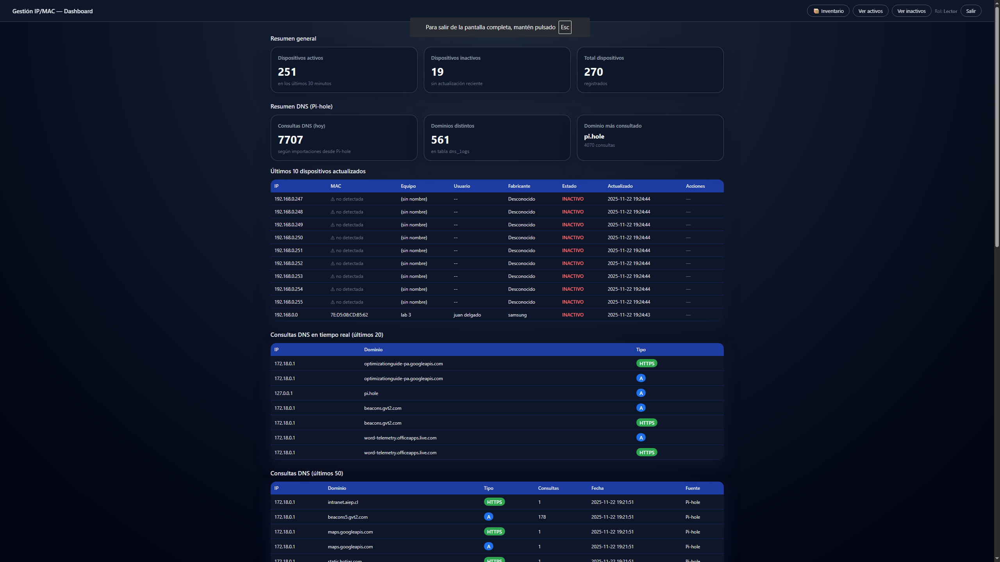 Gestión IP/MAC — Dashboard
Inventario Ver activos Ver inactivos Rol: Lector Salir
Para salir de la pantalla completa, mantén pulsado Esc
Resumen general
Dispositivos activos
251
en los últimos 30 minutos
Dispositivos inactivos
19
sin actualización reciente
Total dispositivos
270
registrados
Resumen DNS (Pi-hole)
Consultas DNS (hoy)
7707
según importaciones desde Pi-hole
Dominios distintos
561
en tabla dns_logs
Dominio más consultado
pi.hole
4070 consultas
Últimos 10 dispositivos actualizados
IP MAC Equipo Usuario Fabricante Estado Actualizado Acciones
192.168.0.247 ⚠ no detectada (sin nombre) -- Desconocido INACTIVO 2025-11-22 19:24:44 —
192.168.0.248 ⚠ no detectada (sin nombre) -- Desconocido INACTIVO 2025-11-22 19:24:44 —
192.168.0.249 ⚠ no detectada (sin nombre) -- Desconocido INACTIVO 2025-11-22 19:24:44 —
192.168.0.250 ⚠ no detectada (sin nombre) -- Desconocido INACTIVO 2025-11-22 19:24:44 —
192.168.0.251 ⚠ no detectada (sin nombre) -- Desconocido INACTIVO 2025-11-22 19:24:44 —
192.168.0.252 ⚠ no detectada (sin nombre) -- Desconocido INACTIVO 2025-11-22 19:24:44 —
192.168.0.253 ⚠ no detectada (sin nombre) -- Desconocido INACTIVO 2025-11-22 19:24:44 —
192.168.0.254 ⚠ no detectada (sin nombre) -- Desconocido INACTIVO 2025-11-22 19:24:44 —
192.168.0.255 ⚠ no detectada (sin nombre) -- Desconocido INACTIVO 2025-11-22 19:24:44 —
192.168.0.0 7E:D5:08:CD:B5:62 lab 3 juan delgado samsung INACTIVO 2025-11-22 19:24:43 —
Consultas DNS en tiempo real (últimos 20)
IP Dominio Tipo
172.18.0.1 optimizationguide-pa.googleapis.com HTTPS
172.18.0.1 optimizationguide-pa.googleapis.com A
127.0.0.1 pi.hole A
172.18.0.1 beacons.gvt2.com A
172.18.0.1 beacons.gvt2.com HTTPS
172.18.0.1 word-telemetry.officeapps.live.com A
172.18.0.1 word-telemetry.officeapps.live.com HTTPS
Consultas DNS (últimos 50)
IP Dominio Tipo Consultas Fecha Fuente
172.18.0.1 intranet.aiep.cl HTTPS 1 2025-11-22 19:21:51 Pi-hole
172.18.0.1 beacons5.gvt2.com A 178 2025-11-22 19:21:51 Pi-hole
172.18.0.1 maps.googleapis.com HTTPS 1 2025-11-22 19:21:51 Pi-hole
172.18.0.1 maps.googleapis.com A 1 2025-11-22 19:21:51 Pi-hole
172.18.0.1 static.hotjar.com HTTPS 1 2025-11-22 19:21:51 Pi-hole